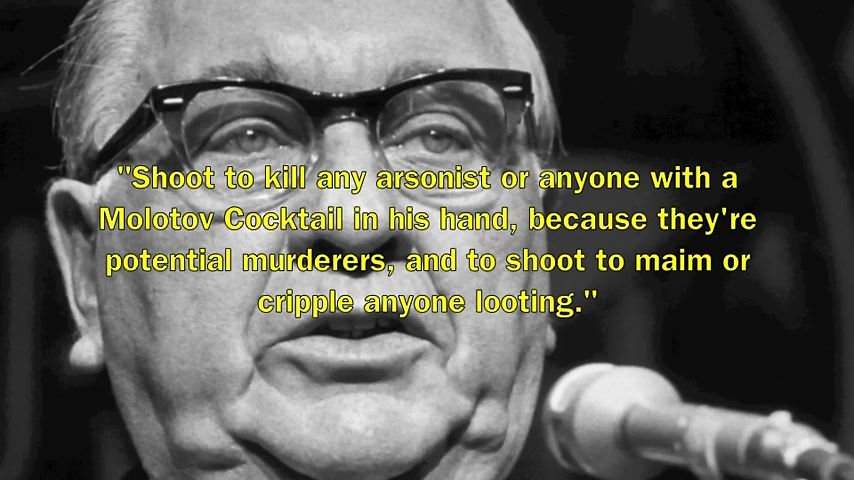 "Shoot to kill any arsonist or anyone with a
Molotov Cocktail in his hand, because they're
potential murderers, and to shoot to maim or
cripple anyone looting."